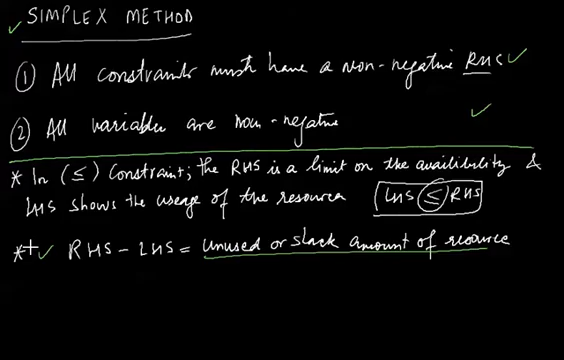 SIMPLEX METHOD
① All constraints must have a non-negative RHS
② All variables are non-negative
* In (≤) Constraint; the RHS is a limit on the availibility &
LHS shows the usage of the resource LHS ≤ RHS
*+ RHS - LHS = unused or slack amount of resource